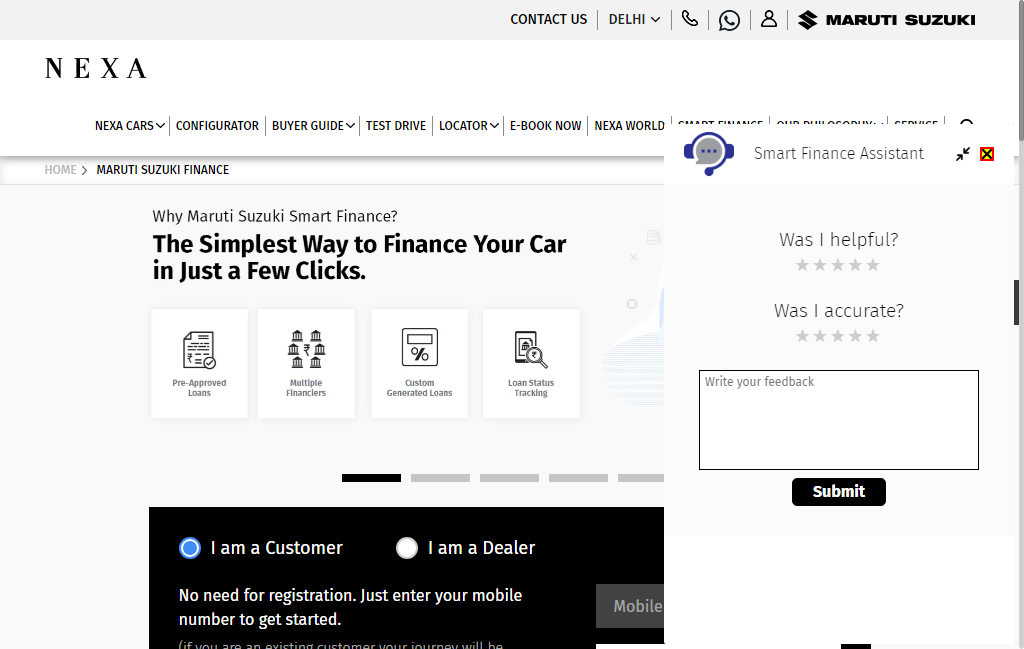 CONTACT US
DELHI
MARUTI SUZUKI
NEXA
NEXA CARS
CONFIGURATOR
BUYER GUIDE
TEST DRIVE
LOCATOR
E-BOOK NOW
NEXA WORLD
SMART FINANCE
OUR PHILOSOPHY
SERVICE
HOME
MARUTI SUZUKI FINANCE
Why Maruti Suzuki Smart Finance?
The Simplest Way to Finance Your Car
in Just a Few Clicks.
Pre-Approved
Loans
Multiple
Financiers
Custom
Generated Loans
Loan Status
Tracking
I am a Customer
I am a Dealer
No need for registration. Just enter your mobile
number to get started.
(if you are an existing customer your journey will be
Mobile
Smart Finance Assistant
Was I helpful?
Was I accurate?
Write your feedback
Submit